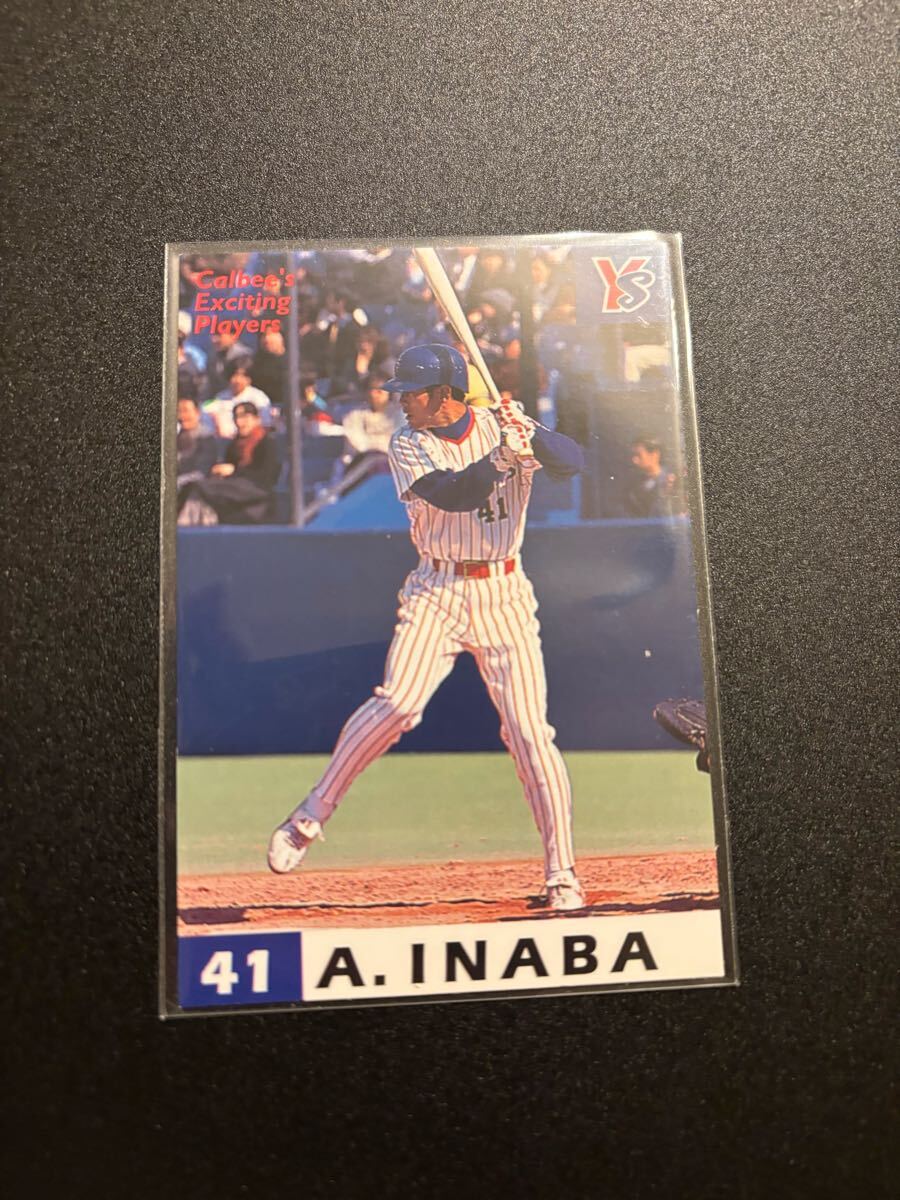 Calbee's
Exciting
Players
YS
41
41 A. INABA